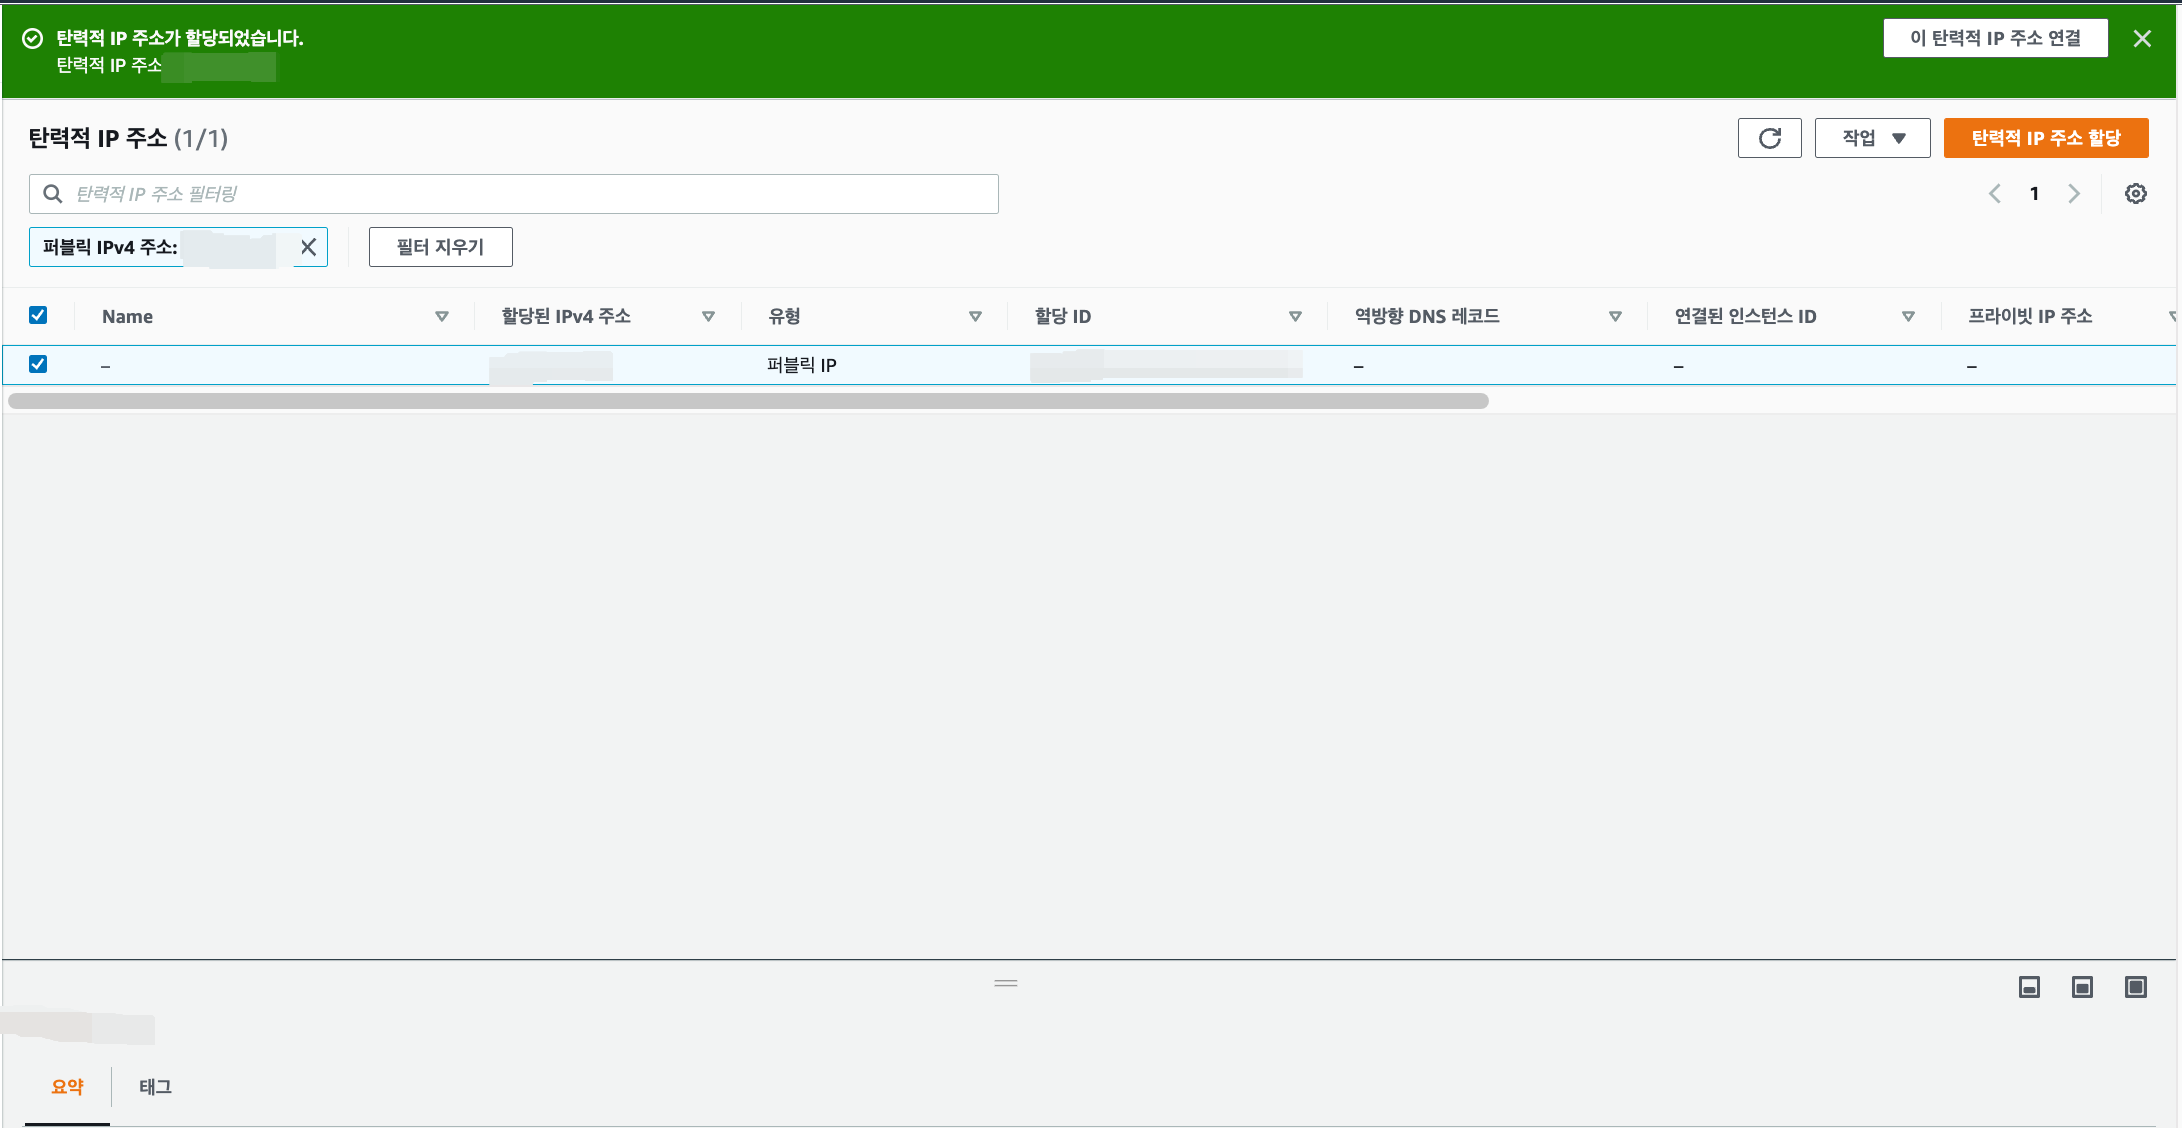 탄력적 IP 주소가 할당되었습니다.
탄력적 IP 주소
이 탄력적 IP 주소 연결
탄력적 IP 주소 (1/1)
작업
탄력적 IP 주소 할당
탄력적 IP 주소 필터링
1
퍼블릭 IPv4 주소:
필터 지우기
Name 할당된 IPv4 주소 유형 할당 ID 역방향 DNS 레코드 연결된 인스턴스 ID 프라이빗 IP 주소
– 퍼블릭 IP – – –
요약 태그